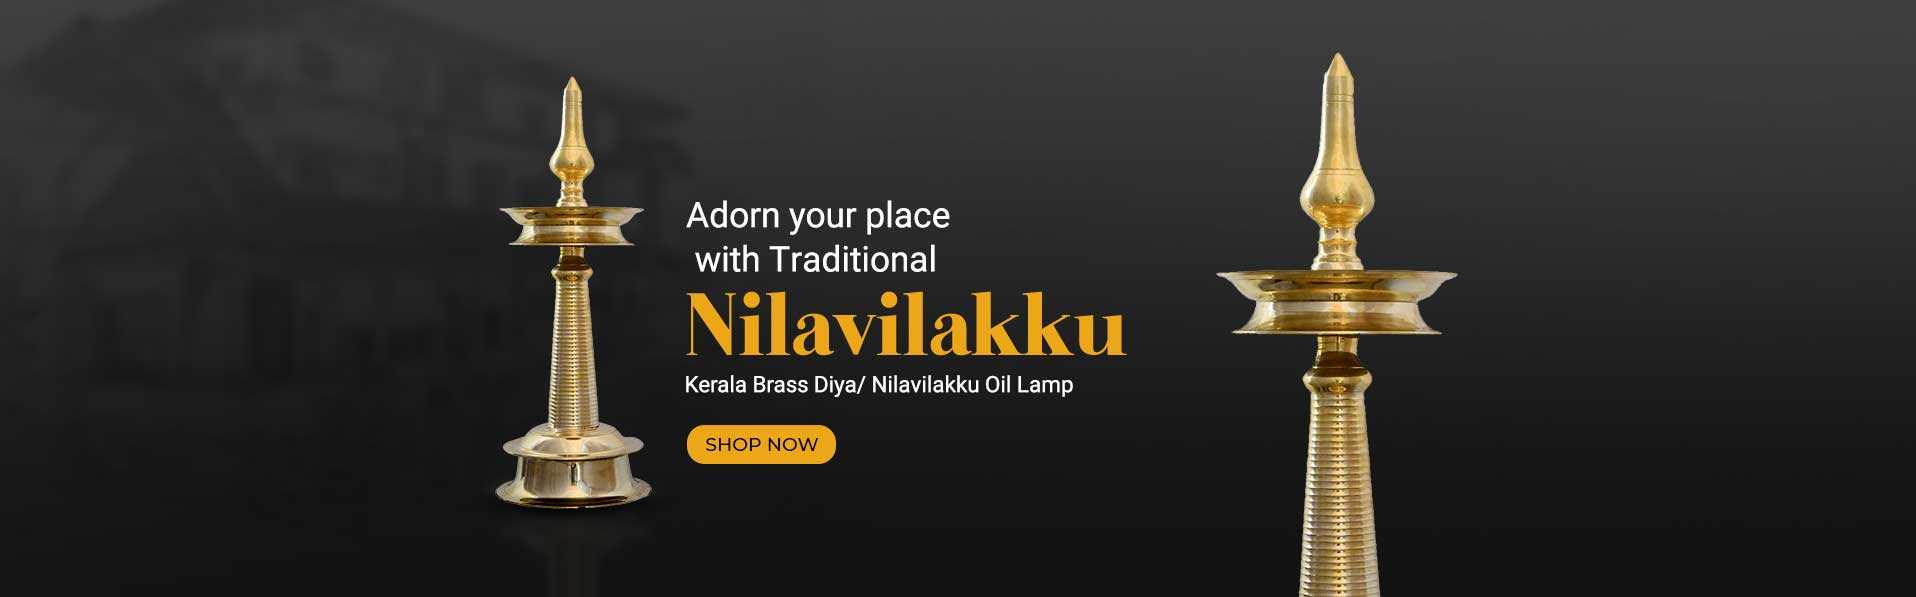 Adorn your place
with Traditional
Nilavilakku
Kerala Brass Diya/ Nilavilakku Oil Lamp
SHOP NOW